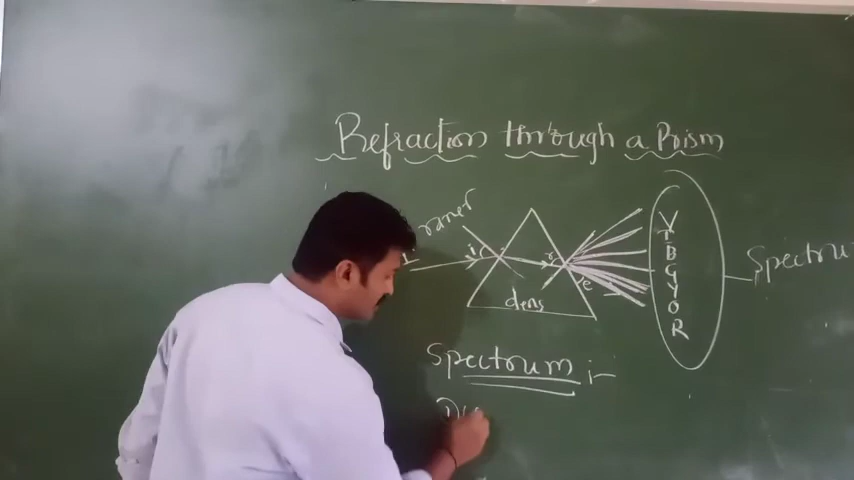 Refraction through a Prism
rarer
I
i
r
e
dens
V
I
B
G
Y
O
R
Spectru
Spectrum :-